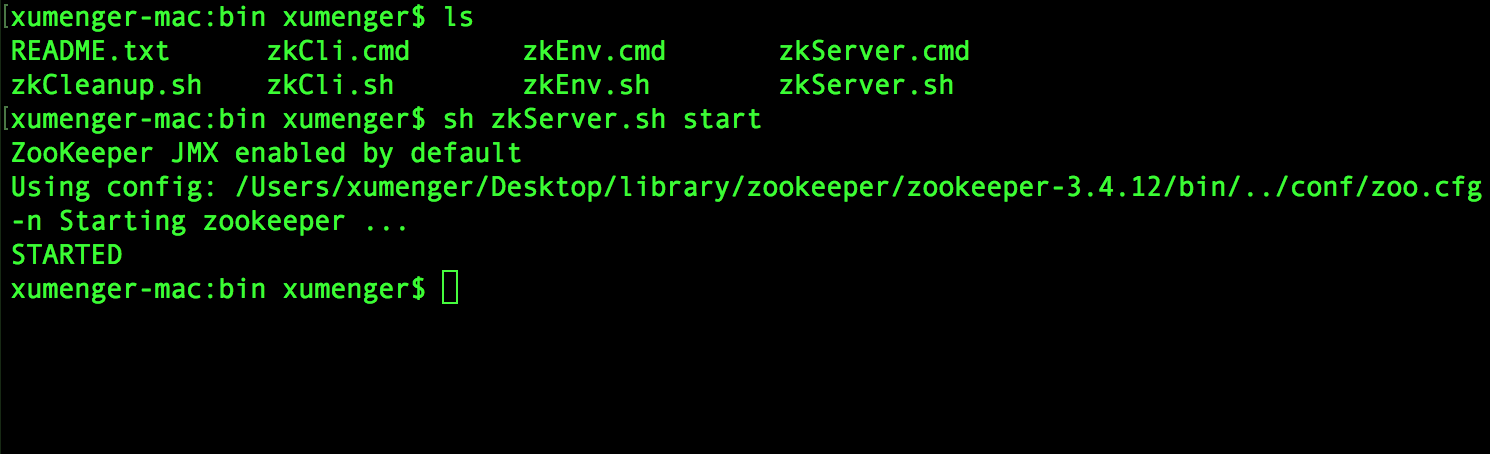 [xumenger-mac:bin xumenger$ ls
README.txt      zkCli.cmd       zkEnv.cmd       zkServer.cmd
zkCleanup.sh    zkCli.sh        zkEnv.sh        zkServer.sh
[xumenger-mac:bin xumenger$ sh zkServer.sh start
ZooKeeper JMX enabled by default
Using config: /Users/xumenger/Desktop/library/zookeeper/zookeeper-3.4.12/bin/../conf/zoo.cfg
-n Starting zookeeper ...
STARTED
xumenger-mac:bin xumenger$